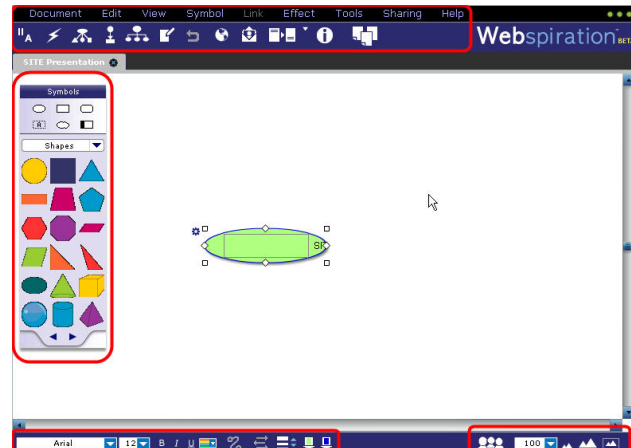 Document Edit View Symbol Link Effect Tools Sharing Help
Webspiration BETA
SITE Presentation
Symbols
A
Shapes
Arial 12 B I U 100